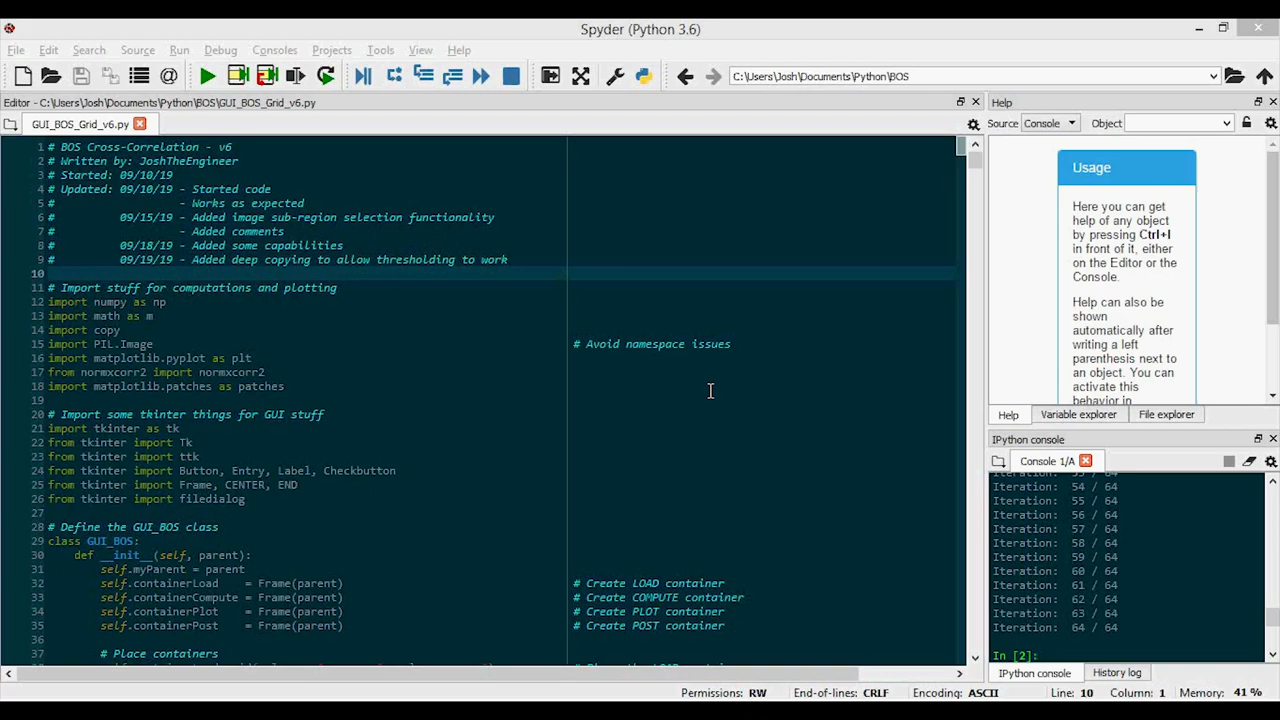 Spyder (Python 3.6)
File Edit Search Source Run Debug Consoles Projects Tools View Help
C:\Users\Josh\Documents\Python\BOS
Editor - C:\Users\Josh\Documents\Python\BOS\GUI_BOS_Grid_v6.py
GUI_BOS_Grid_v6.py
1 # BOS Cross-Correlation - v6
2 # Written by: JoshTheEngineer
3 # Started: 09/10/19
4 # Updated: 09/10/19 - Started code
5 #                   - Works as expected
6 #          09/15/19 - Added image sub-region selection functionality
7 #                   - Added comments
8 #          09/18/19 - Added some capabilities
9 #          09/19/19 - Added deep copying to allow thresholding to work
10
11 # Import stuff for computations and plotting
12 import numpy as np
13 import math as m
14 import copy
15 import PIL.Image # Avoid namespace issues
16 import matplotlib.pyplot as plt
17 from normxcorr2 import normxcorr2
18 import matplotlib.patches as patches
19
20 # Import some tkinter things for GUI stuff
21 import tkinter as tk
22 from tkinter import Tk
23 from tkinter import ttk
24 from tkinter import Button, Entry, Label, Checkbutton
25 from tkinter import Frame, CENTER, END
26 from tkinter import filedialog
27
28 # Define the GUI_BOS class
29 class GUI_BOS:
30     def __init__(self, parent):
31         self.myParent = parent
32         self.containerLoad    = Frame(parent) # Create LOAD container
33         self.containerCompute = Frame(parent) # Create COMPUTE container
34         self.containerPlot    = Frame(parent) # Create PLOT container
35         self.containerPost    = Frame(parent) # Create POST container
36
37         # Place containers
Help
Source Console Object
Usage
Here you can get
help of any object
by pressing Ctrl+I
in front of it, either
on the Editor or the
Console.
Help can also be
shown
automatically after
writing a left
parenthesis next to
an object. You can
activate this
behavior in
Help Variable explorer File explorer
IPython console
Console 1/A
Iteration: 54 / 64
Iteration: 55 / 64
Iteration: 56 / 64
Iteration: 57 / 64
Iteration: 58 / 64
Iteration: 59 / 64
Iteration: 60 / 64
Iteration: 61 / 64
Iteration: 62 / 64
Iteration: 63 / 64
Iteration: 64 / 64
In [2]:
IPython console History log
Permissions: RW End-of-lines: CRLF Encoding: ASCII Line: 10 Column: 1 Memory: 41 %